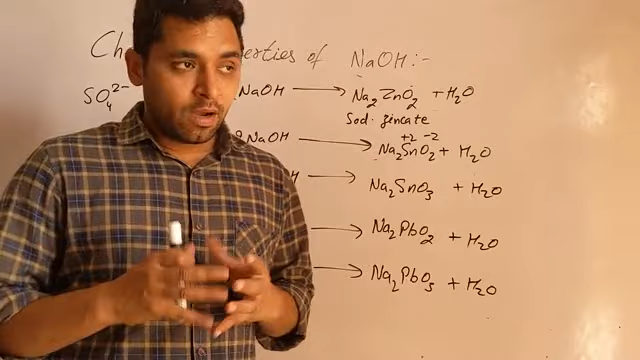 Ch erties of NaOH:-
SO₄²⁻ NaOH ⟶ Na₂ZnO₂ + H₂O
Sod. zincate
+2 -2
NaOH ⟶ Na₂SnO₂ + H₂O
H ⟶ Na₂SnO₃ + H₂O
⟶ Na₂PbO₂ + H₂O
⟶ Na₂PbO₃ + H₂O